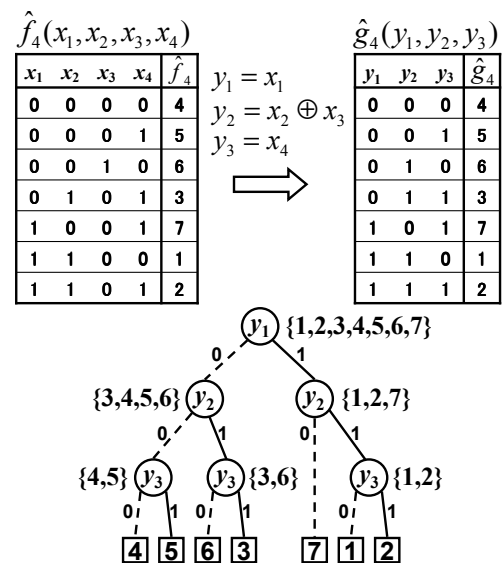 f̂₄(x₁,x₂,x₃,x₄)
x₁ x₂ x₃ x₄ f̂₄
0 0 0 0 4
0 0 0 1 5
0 0 1 0 6
0 1 0 1 3
1 0 0 1 7
1 1 0 0 1
1 1 0 1 2
y₁ = x₁
y₂ = x₂ ⊕ x₃
y₃ = x₄
ĝ₄(y₁,y₂,y₃)
y₁ y₂ y₃ ĝ₄
0 0 0 4
0 0 1 5
0 1 0 6
0 1 1 3
1 0 1 7
1 1 0 1
1 1 1 2
y₁ {1,2,3,4,5,6,7}
0 1
{3,4,5,6} y₂ y₂ {1,2,7}
0 1 0 1
{4,5} y₃ y₃ {3,6} y₃ {1,2}
0 1 0 1 0 1
4 5 6 3 7 1 2